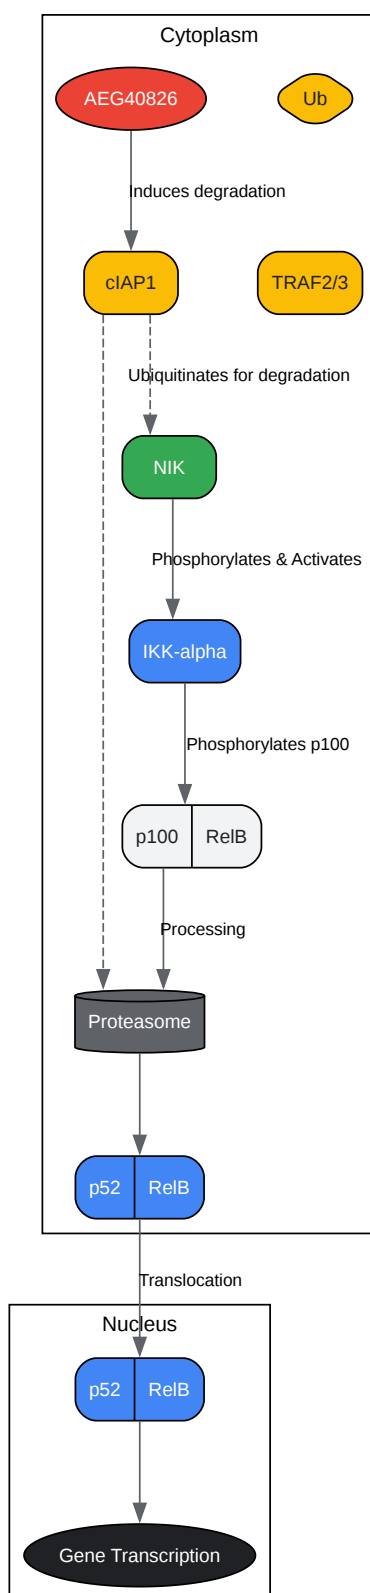 Cytoplasm
AEG40826
Ub
Induces degradation
cIAP1
TRAF2/3
Ubiquitinates for degradation
NIK
Phosphorylates & Activates
IKK-alpha
Phosphorylates p100
p100
RelB
Processing
Proteasome
p52
RelB
Translocation
Nucleus
p52
RelB
Gene Transcription